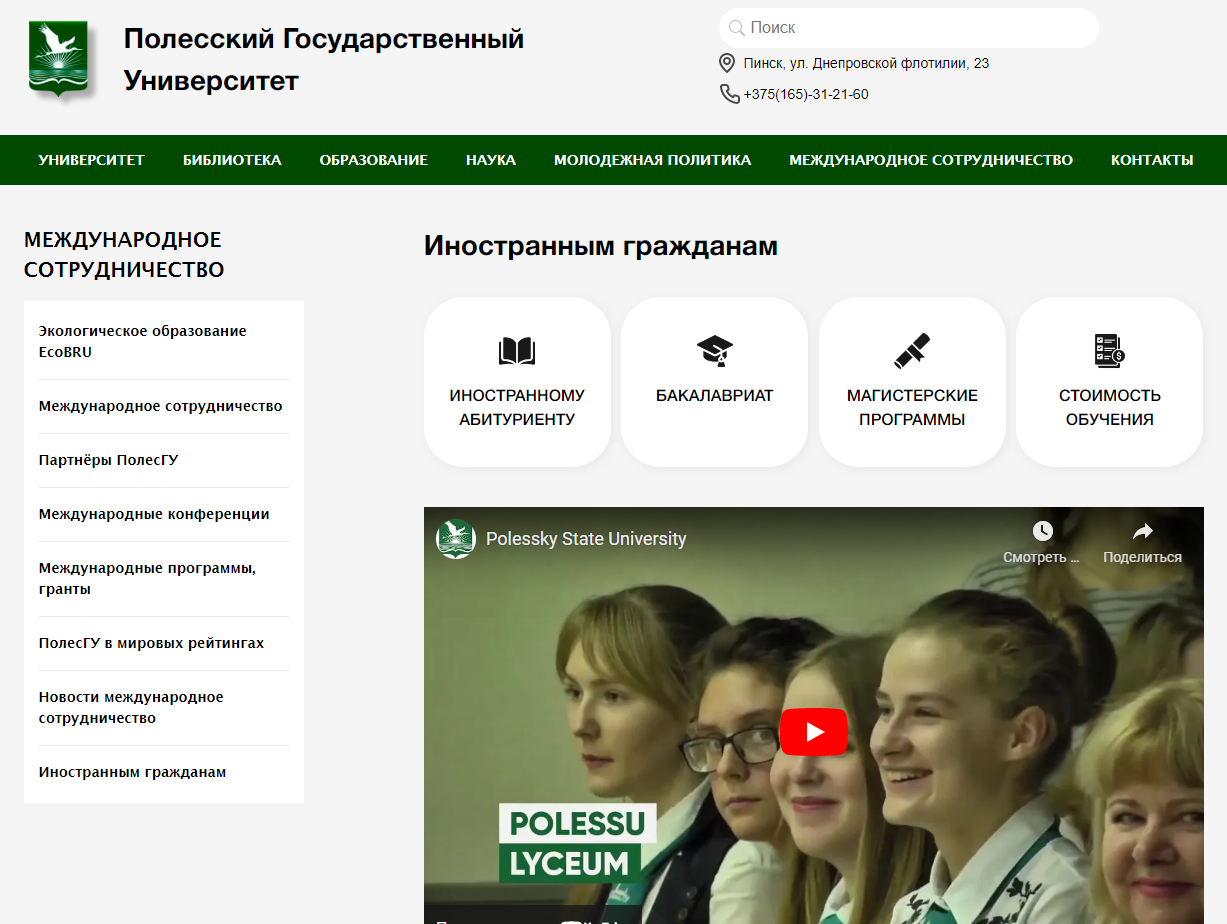 Полесский Государственный
Университет
Поиск
Пинск, ул. Днепровской флотилии, 23
+375(165)-31-21-60
УНИВЕРСИТЕТ БИБЛИОТЕКА ОБРАЗОВАНИЕ НАУКА МОЛОДЕЖНАЯ ПОЛИТИКА МЕЖДУНАРОДНОЕ СОТРУДНИЧЕСТВО КОНТАКТЫ
МЕЖДУНАРОДНОЕ
СОТРУДНИЧЕСТВО
Экологическое образование
EcoBRU
Международное сотрудничество
Партнёры ПолесГУ
Международные конференции
Международные программы,
гранты
ПолесГУ в мировых рейтингах
Новости международное
сотрудничество
Иностранным гражданам
Иностранным гражданам
ИНОСТРАННОМУ
АБИТУРИЕНТУ
БАКАЛАВРИАТ
МАГИСТЕРСКИЕ
ПРОГРАММЫ
СТОИМОСТЬ
ОБУЧЕНИЯ
Polessky State University
Смотреть ...
Поделиться
POLESSU
LYCEUM